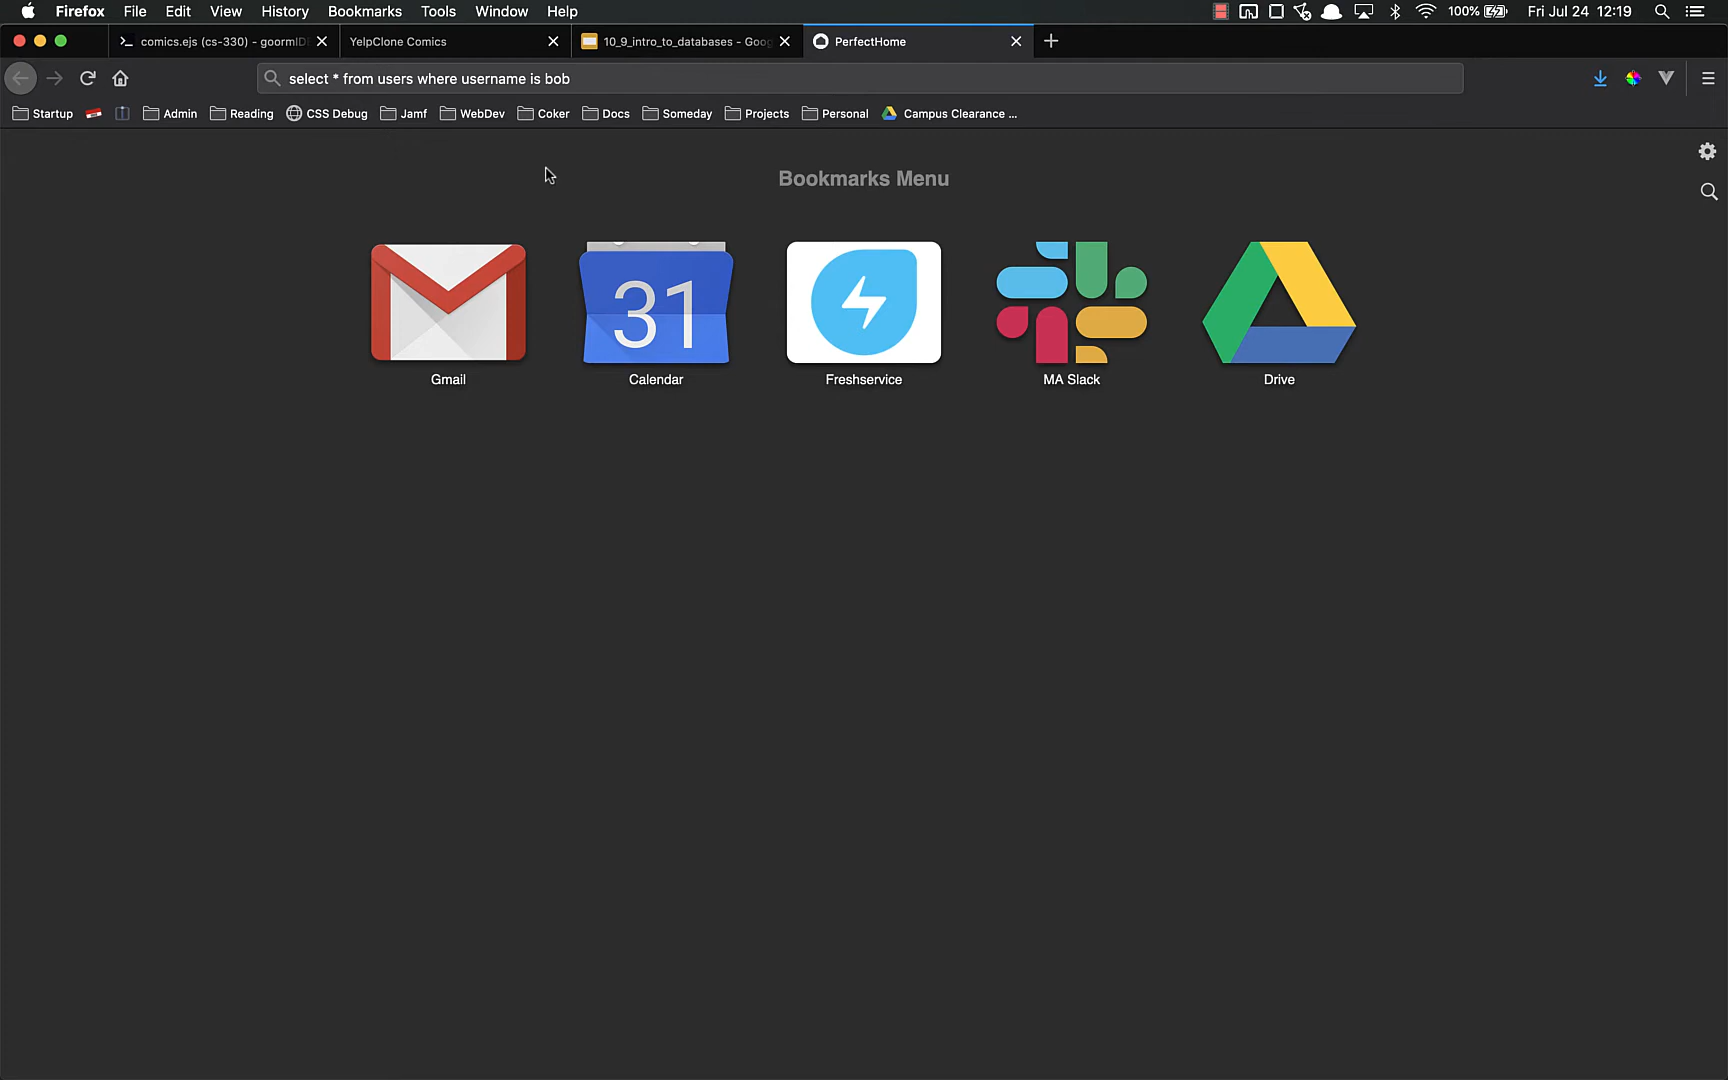 Firefox File Edit View History Bookmarks Tools Window Help 100% Fri Jul 24 12:19
comics.ejs (cs-330) - goormID YelpClone Comics 10_9_intro_to_databases - Goog PerfectHome
select * from users where username is bob
Startup Admin Reading CSS Debug Jamf WebDev Coker Docs Someday Projects Personal Campus Clearance ...
Bookmarks Menu
31
Gmail Calendar Freshservice MA Slack Drive